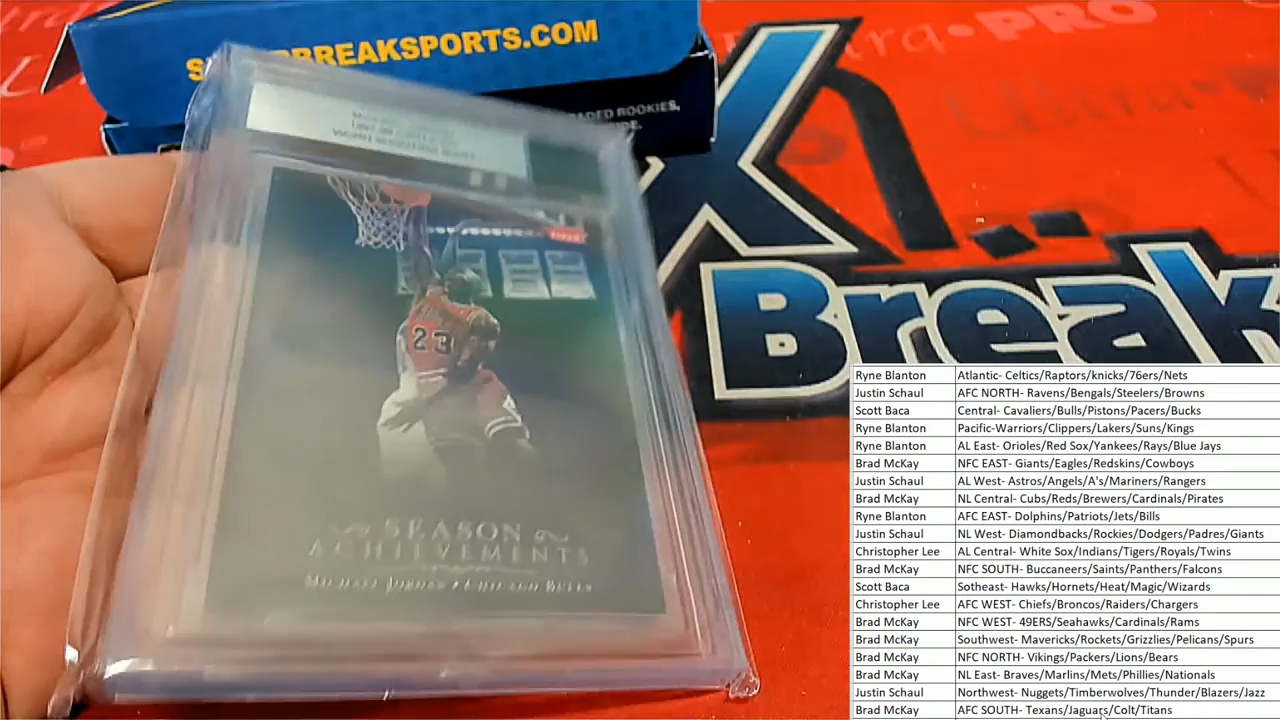 BREAKSPORTS.COM
GRADED ROOKIES,
PRO
X
Break
23
SEASON
ACHIEVEMENTS
MICHAEL JORDAN • CHICAGO BULLS
Ryne Blanton Atlantic- Celtics/Raptors/knicks/76ers/Nets
Justin Schaul AFC NORTH- Ravens/Bengals/Steelers/Browns
Scott Baca Central- Cavaliers/Bulls/Pistons/Pacers/Bucks
Ryne Blanton Pacific-Warriors/Clippers/Lakers/Suns/Kings
Ryne Blanton AL East- Orioles/Red Sox/Yankees/Rays/Blue Jays
Brad McKay NFC EAST- Giants/Eagles/Redskins/Cowboys
Justin Schaul AL West- Astros/Angels/A's/Mariners/Rangers
Brad McKay NL Central- Cubs/Reds/Brewers/Cardinals/Pirates
Ryne Blanton AFC EAST- Dolphins/Patriots/Jets/Bills
Justin Schaul NL West- Diamondbacks/Rockies/Dodgers/Padres/Giants
Christopher Lee AL Central- White Sox/Indians/Tigers/Royals/Twins
Brad McKay NFC SOUTH- Buccaneers/Saints/Panthers/Falcons
Scott Baca Sotheast- Hawks/Hornets/Heat/Magic/Wizards
Christopher Lee AFC WEST- Chiefs/Broncos/Raiders/Chargers
Brad McKay NFC WEST- 49ERS/Seahawks/Cardinals/Rams
Brad McKay Southwest- Mavericks/Rockets/Grizzlies/Pelicans/Spurs
Brad McKay NFC NORTH- Vikings/Packers/Lions/Bears
Brad McKay NL East- Braves/Marlins/Mets/Phillies/Nationals
Justin Schaul Northwest- Nuggets/Timberwolves/Thunder/Blazers/Jazz
Brad McKay AFC SOUTH- Texans/Jaguars/Colt/Titans